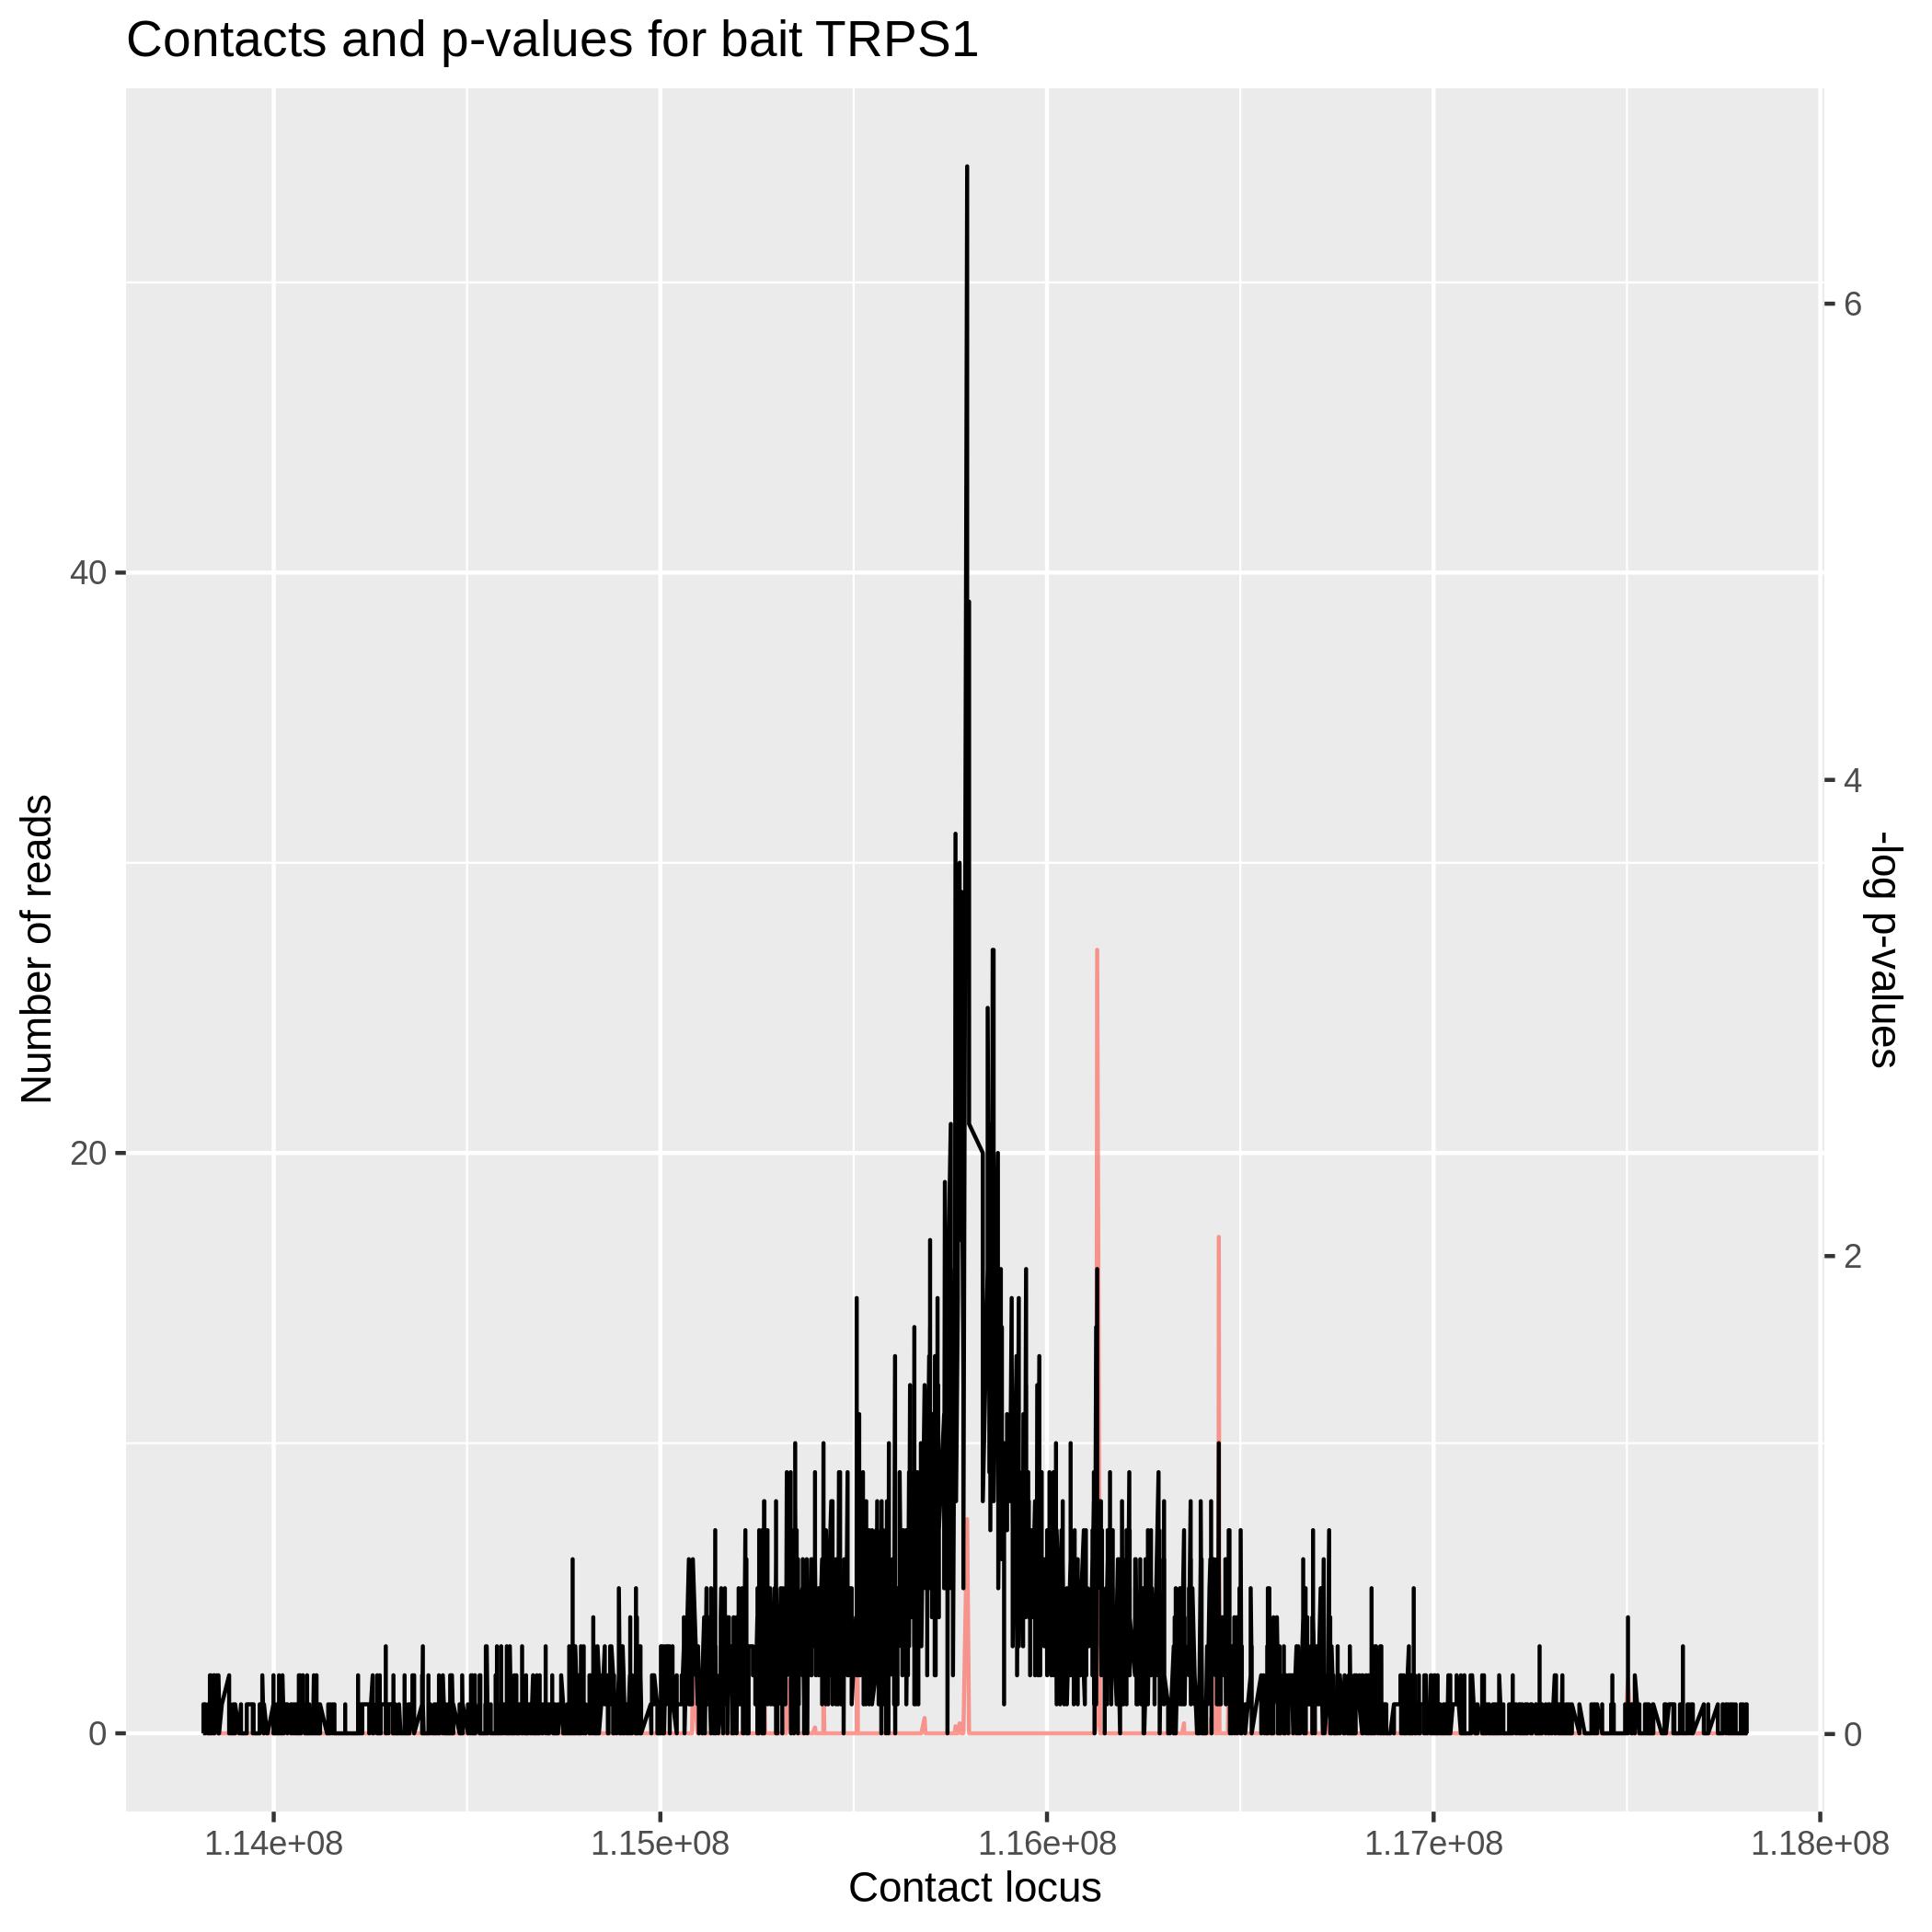 Contacts and p-values for bait TRPS1
Number of reads
40
20
0
6
4
2
0
-log p-values
1.14e+08
1.15e+08
1.16e+08
1.17e+08
1.18e+08
Contact locus